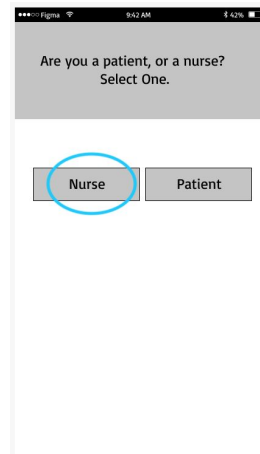 ●●●○○ Figma 9:42 AM 42%
Are you a patient, or a nurse?
Select One.
Nurse Patient